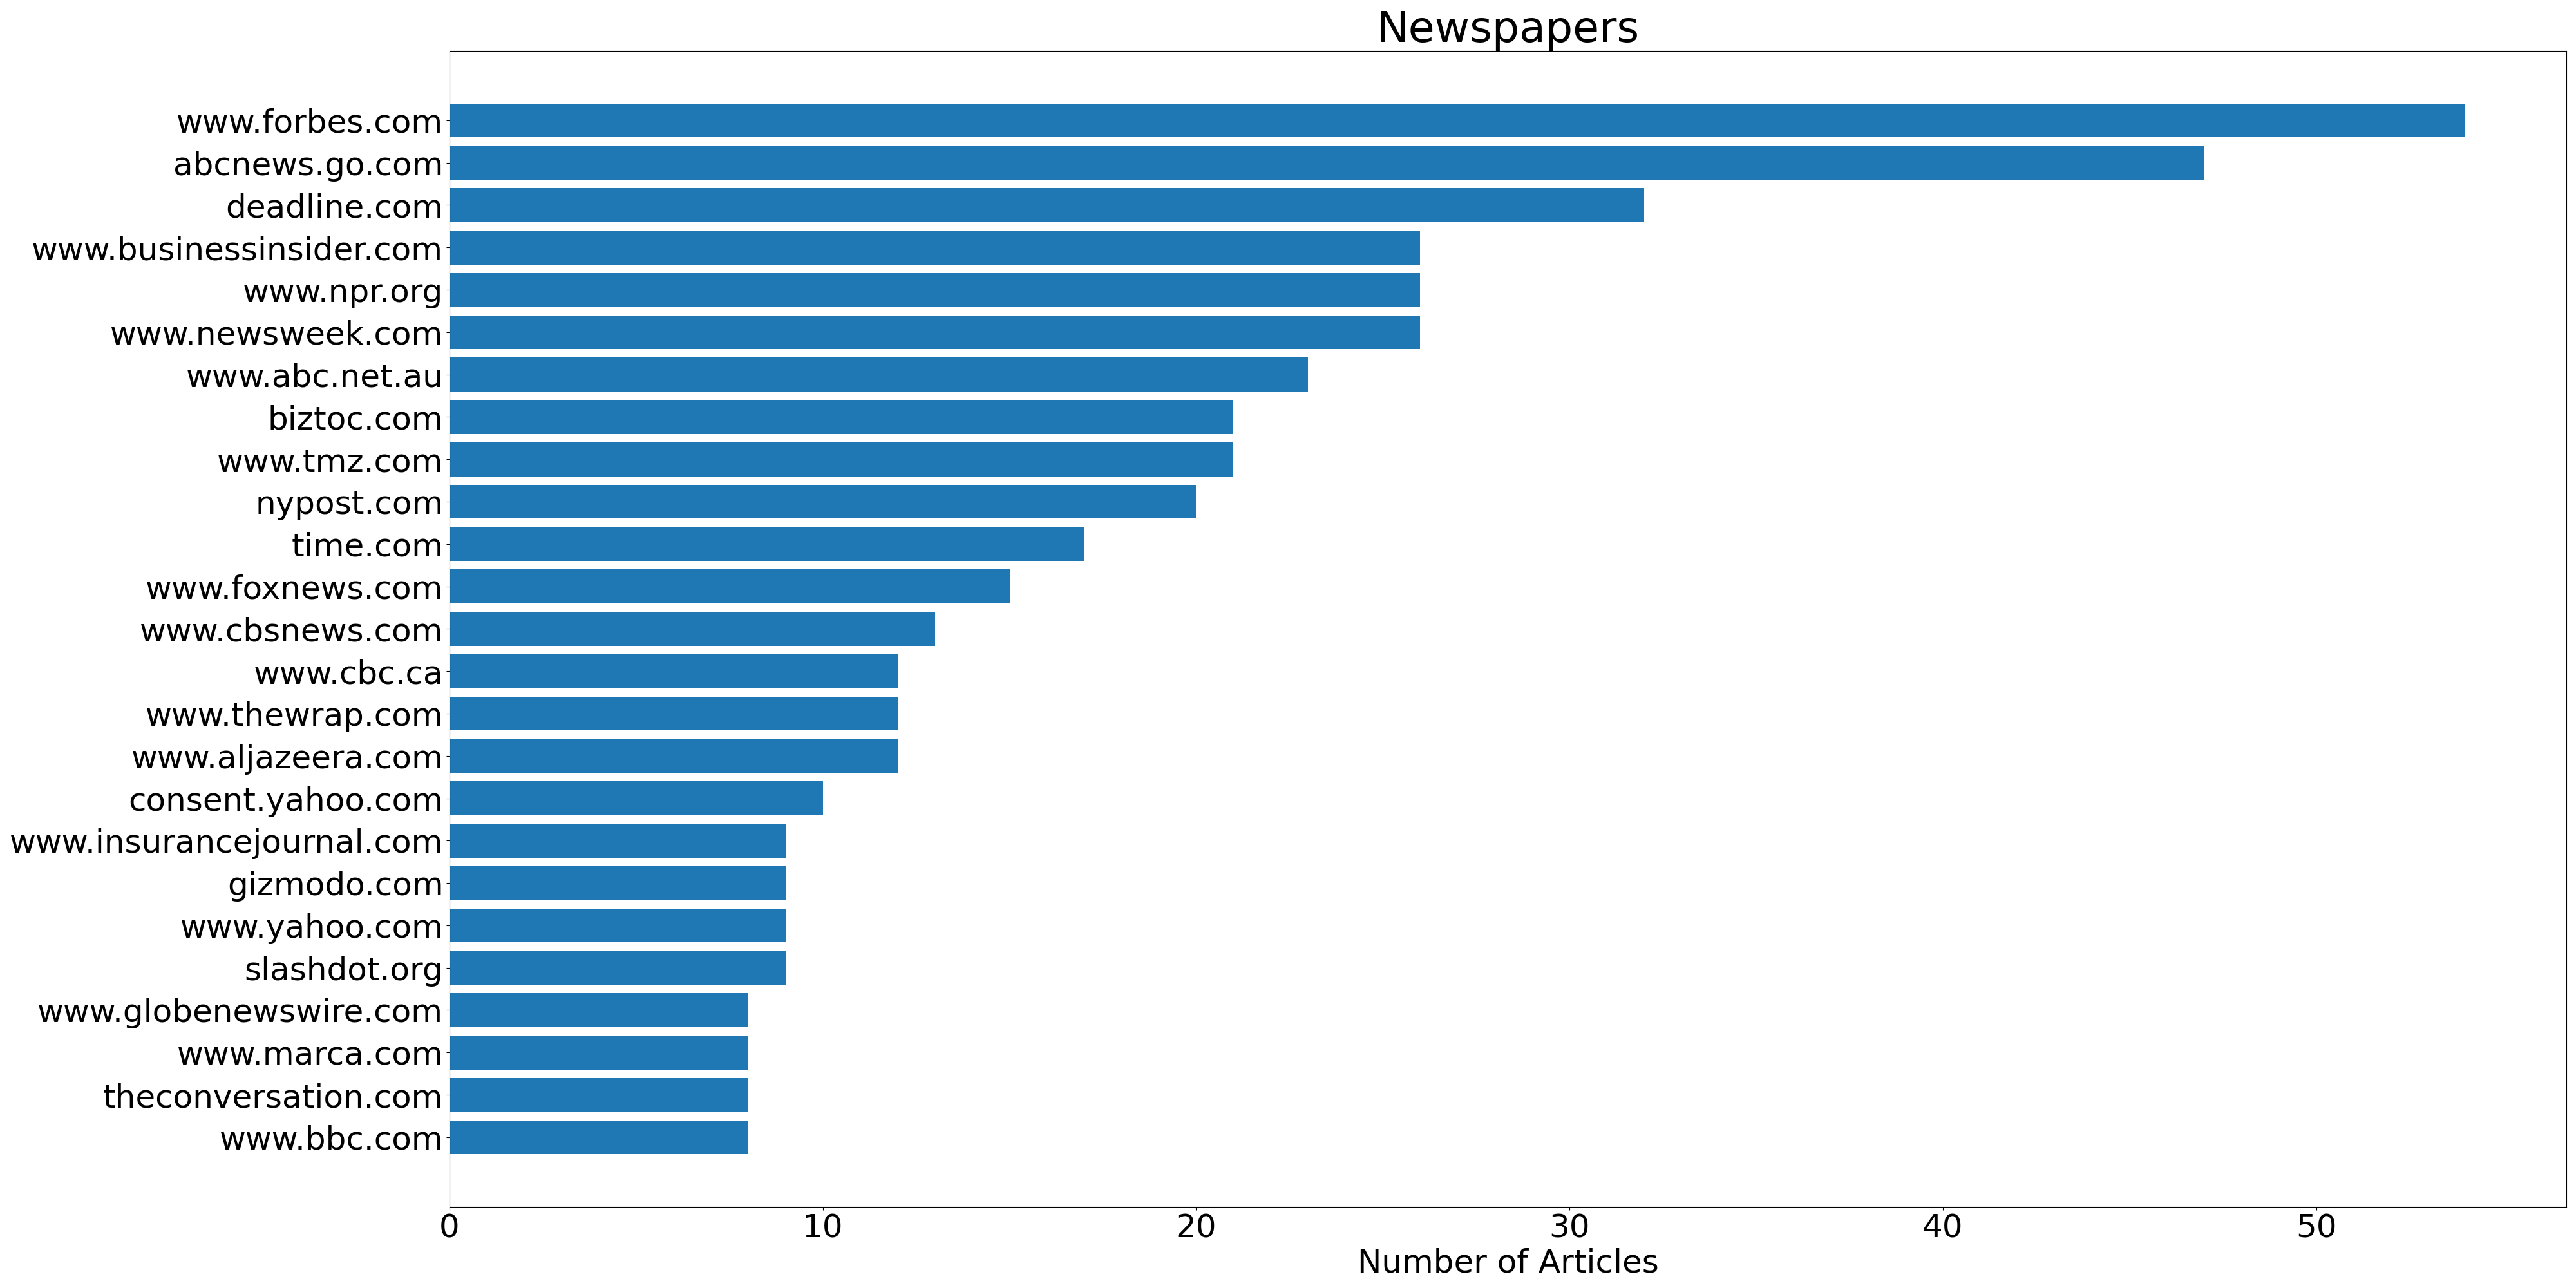 Newspapers
www.forbes.com
abcnews.go.com
deadline.com
www.businessinsider.com
www.npr.org
www.newsweek.com
www.abc.net.au
biztoc.com
www.tmz.com
nypost.com
time.com
www.foxnews.com
www.cbsnews.com
www.cbc.ca
www.thewrap.com
www.aljazeera.com
consent.yahoo.com
www.insurancejournal.com
gizmodo.com
www.yahoo.com
slashdot.org
www.globenewswire.com
www.marca.com
theconversation.com
www.bbc.com
0 10 20 30 40 50
Number of Articles